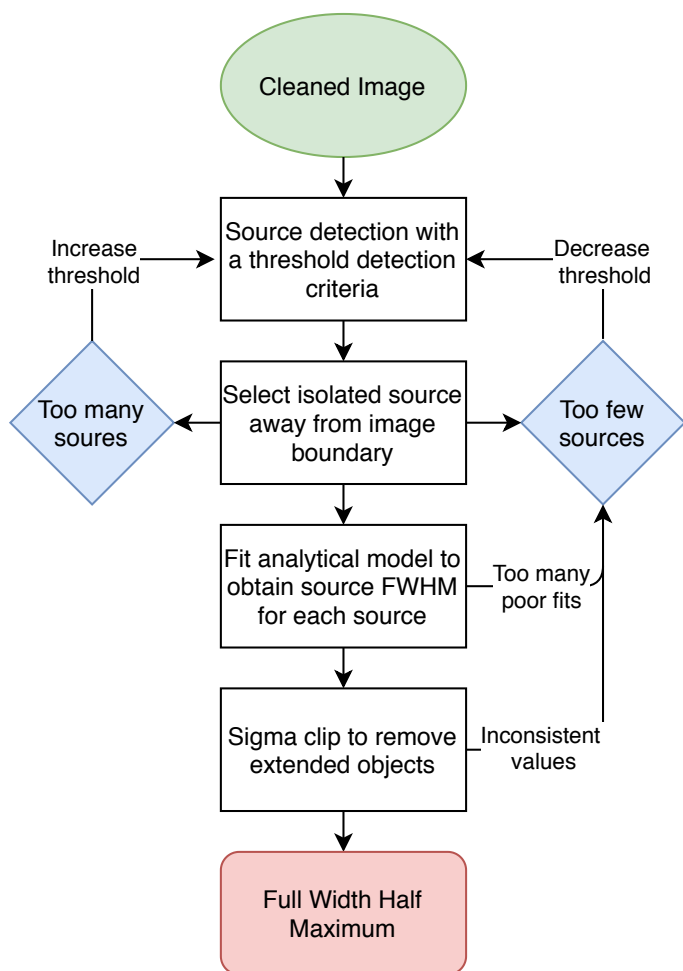 Cleaned Image
Source detection with
a threshold detection
criteria
Increase
threshold
Decrease
threshold
Select isolated source
away from image
boundary
Too many
soures
Too few
sources
Fit analytical model to
obtain source FWHM
for each source
Too many
poor fits
Sigma clip to remove
extended objects
Inconsistent
values
Full Width Half
Maximum